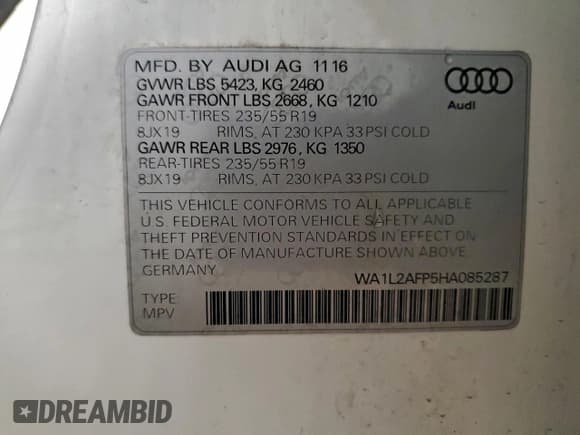 MFD. BY AUDI AG 11 16
GVWR LBS 5423, KG 2460
GAWR FRONT LBS 2668, KG 1210
FRONT-TIRES 235/55 R19
8JX19 RIMS, AT 230 KPA 33 PSI COLD
GAWR REAR LBS 2976, KG 1350
REAR-TIRES 235/55 R19
8JX19 RIMS, AT 230 KPA 33 PSI COLD
Audi
THIS VEHICLE CONFORMS TO ALL APPLICABLE
U.S. FEDERAL MOTOR VEHICLE SAFETY AND
THEFT PREVENTION STANDARDS IN EFFECT ON
THE DATE OF MANUFACTURE SHOWN ABOVE.
GERMANY
WA1L2AFP5HA085287
TYPE
MPV
DREAMBID